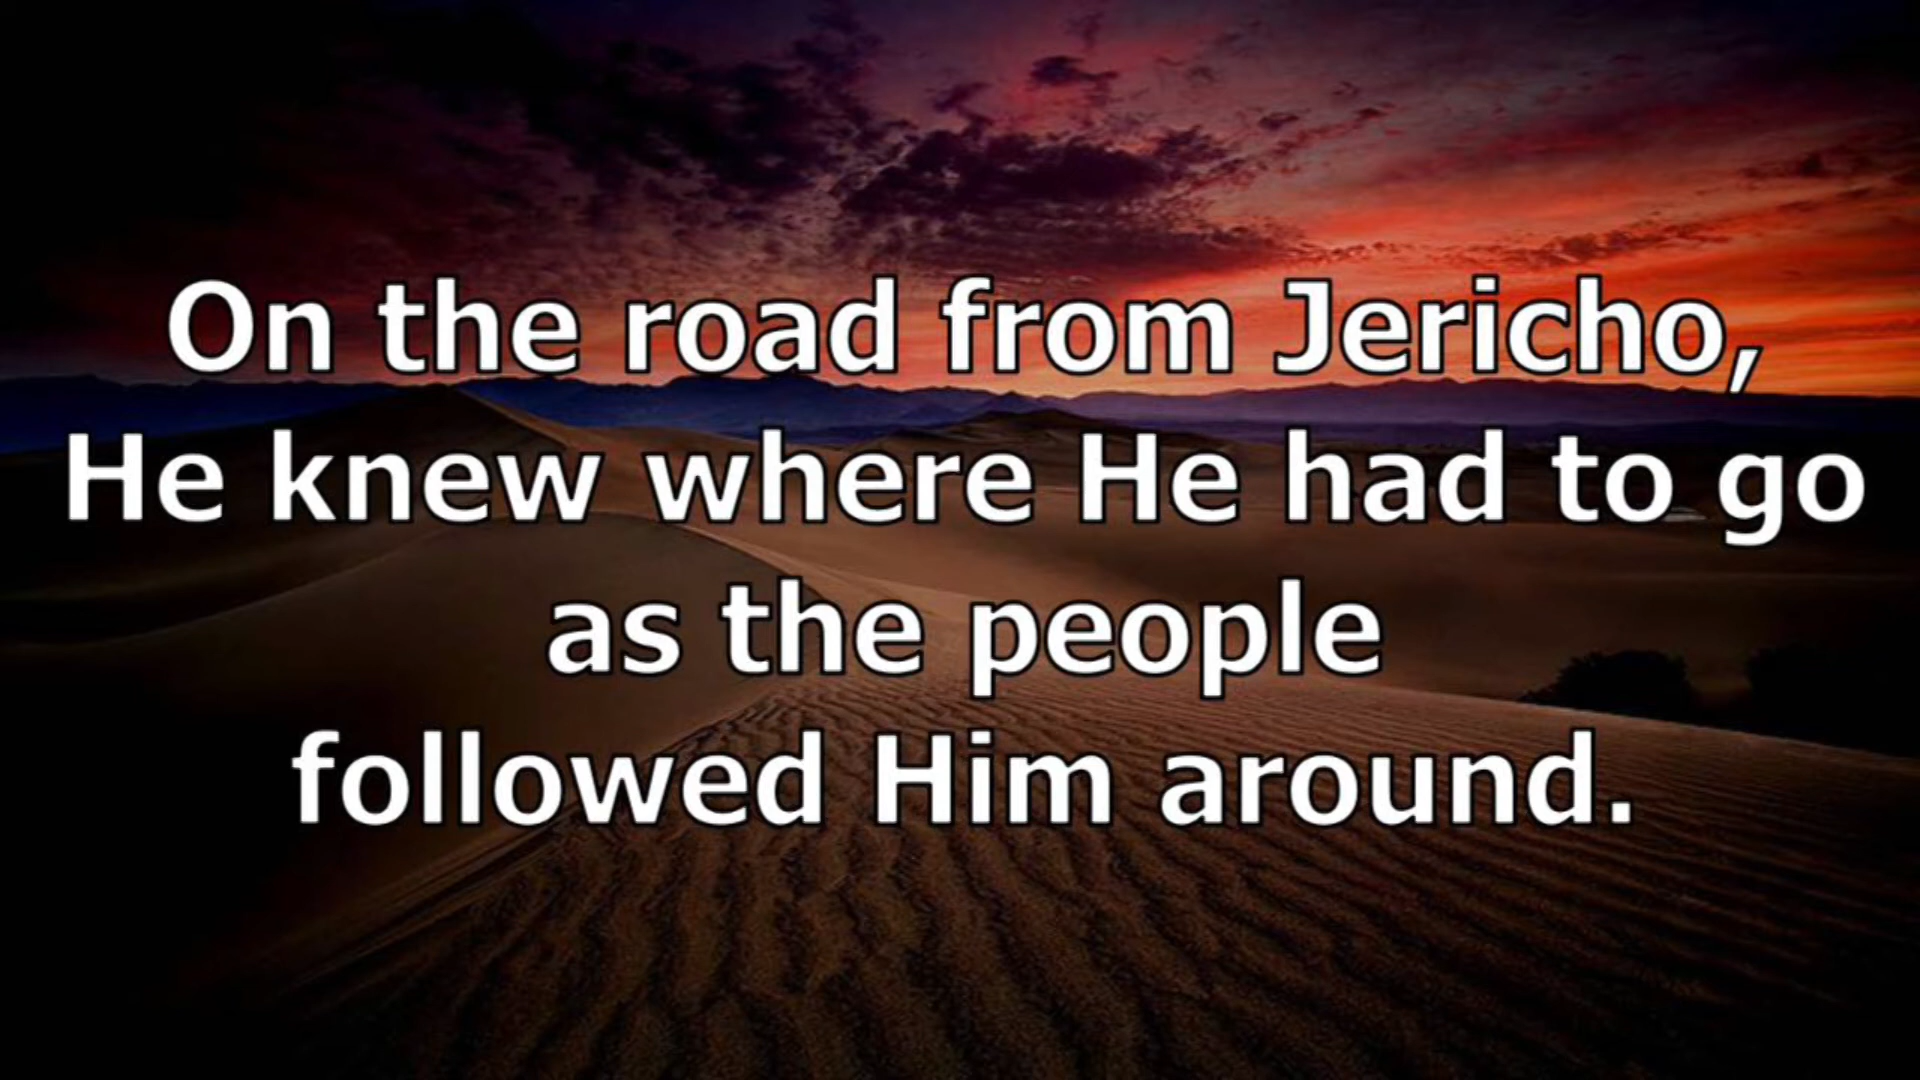 On the road from Jericho,
He knew where He had to go
as the people
followed Him around.